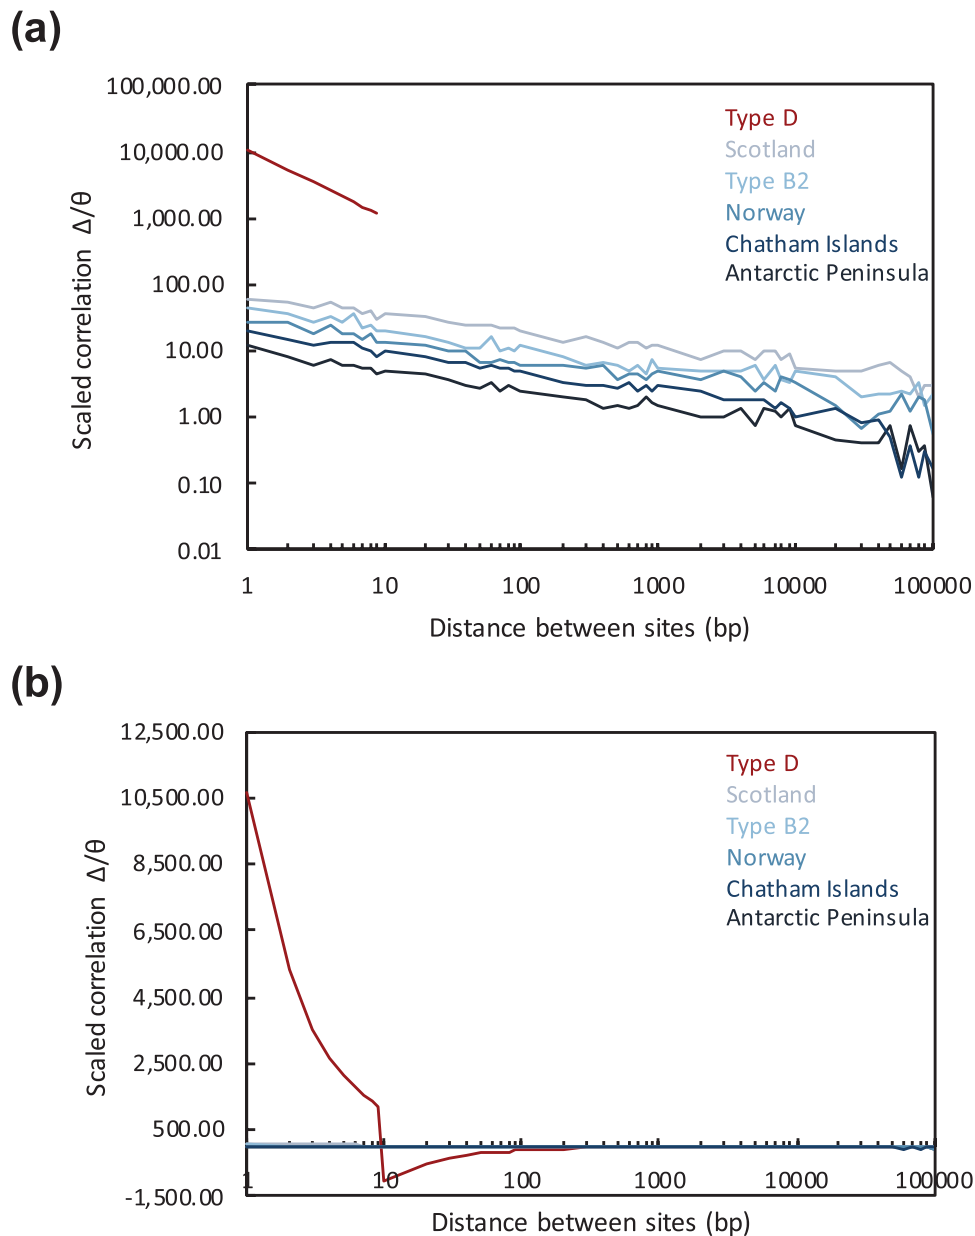 (a)
100,000.00
10,000.00
1,000.00
100.00
10.00
1.00
0.10
0.01
Scaled correlation Δ/θ
Type D
Scotland
Type B2
Norway
Chatham Islands
Antarctic Peninsula
1 10 100 1000 10000 100000
Distance between sites (bp)
(b)
12,500.00
10,500.00
8,500.00
6,500.00
4,500.00
2,500.00
500.00
-1,500.00
Scaled correlation Δ/θ
Type D
Scotland
Type B2
Norway
Chatham Islands
Antarctic Peninsula
1 10 100 1000 10000 100000
Distance between sites (bp)